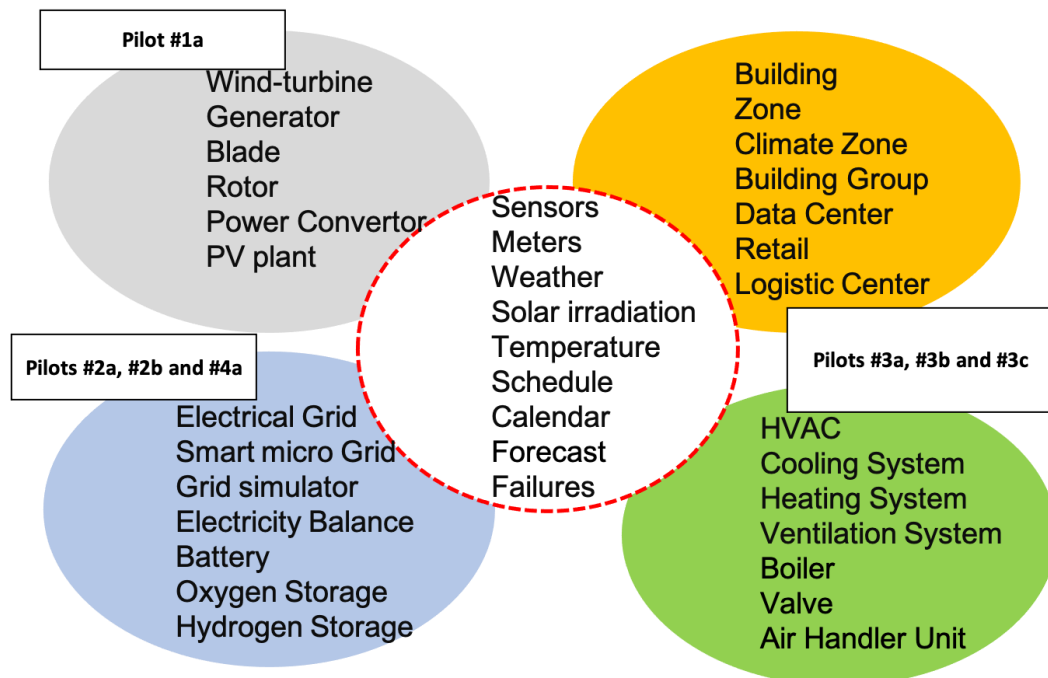 Pilot #1a
Wind-turbine
Generator
Blade
Rotor
Power Convertor
PV plant
Building
Zone
Climate Zone
Building Group
Data Center
Retail
Logistic Center
Sensors
Meters
Weather
Solar irradiation
Temperature
Schedule
Calendar
Forecast
Failures
Pilots #2a, #2b and #4a
Electrical Grid
Smart micro Grid
Grid simulator
Electricity Balance
Battery
Oxygen Storage
Hydrogen Storage
Pilots #3a, #3b and #3c
HVAC
Cooling System
Heating System
Ventilation System
Boiler
Valve
Air Handler Unit